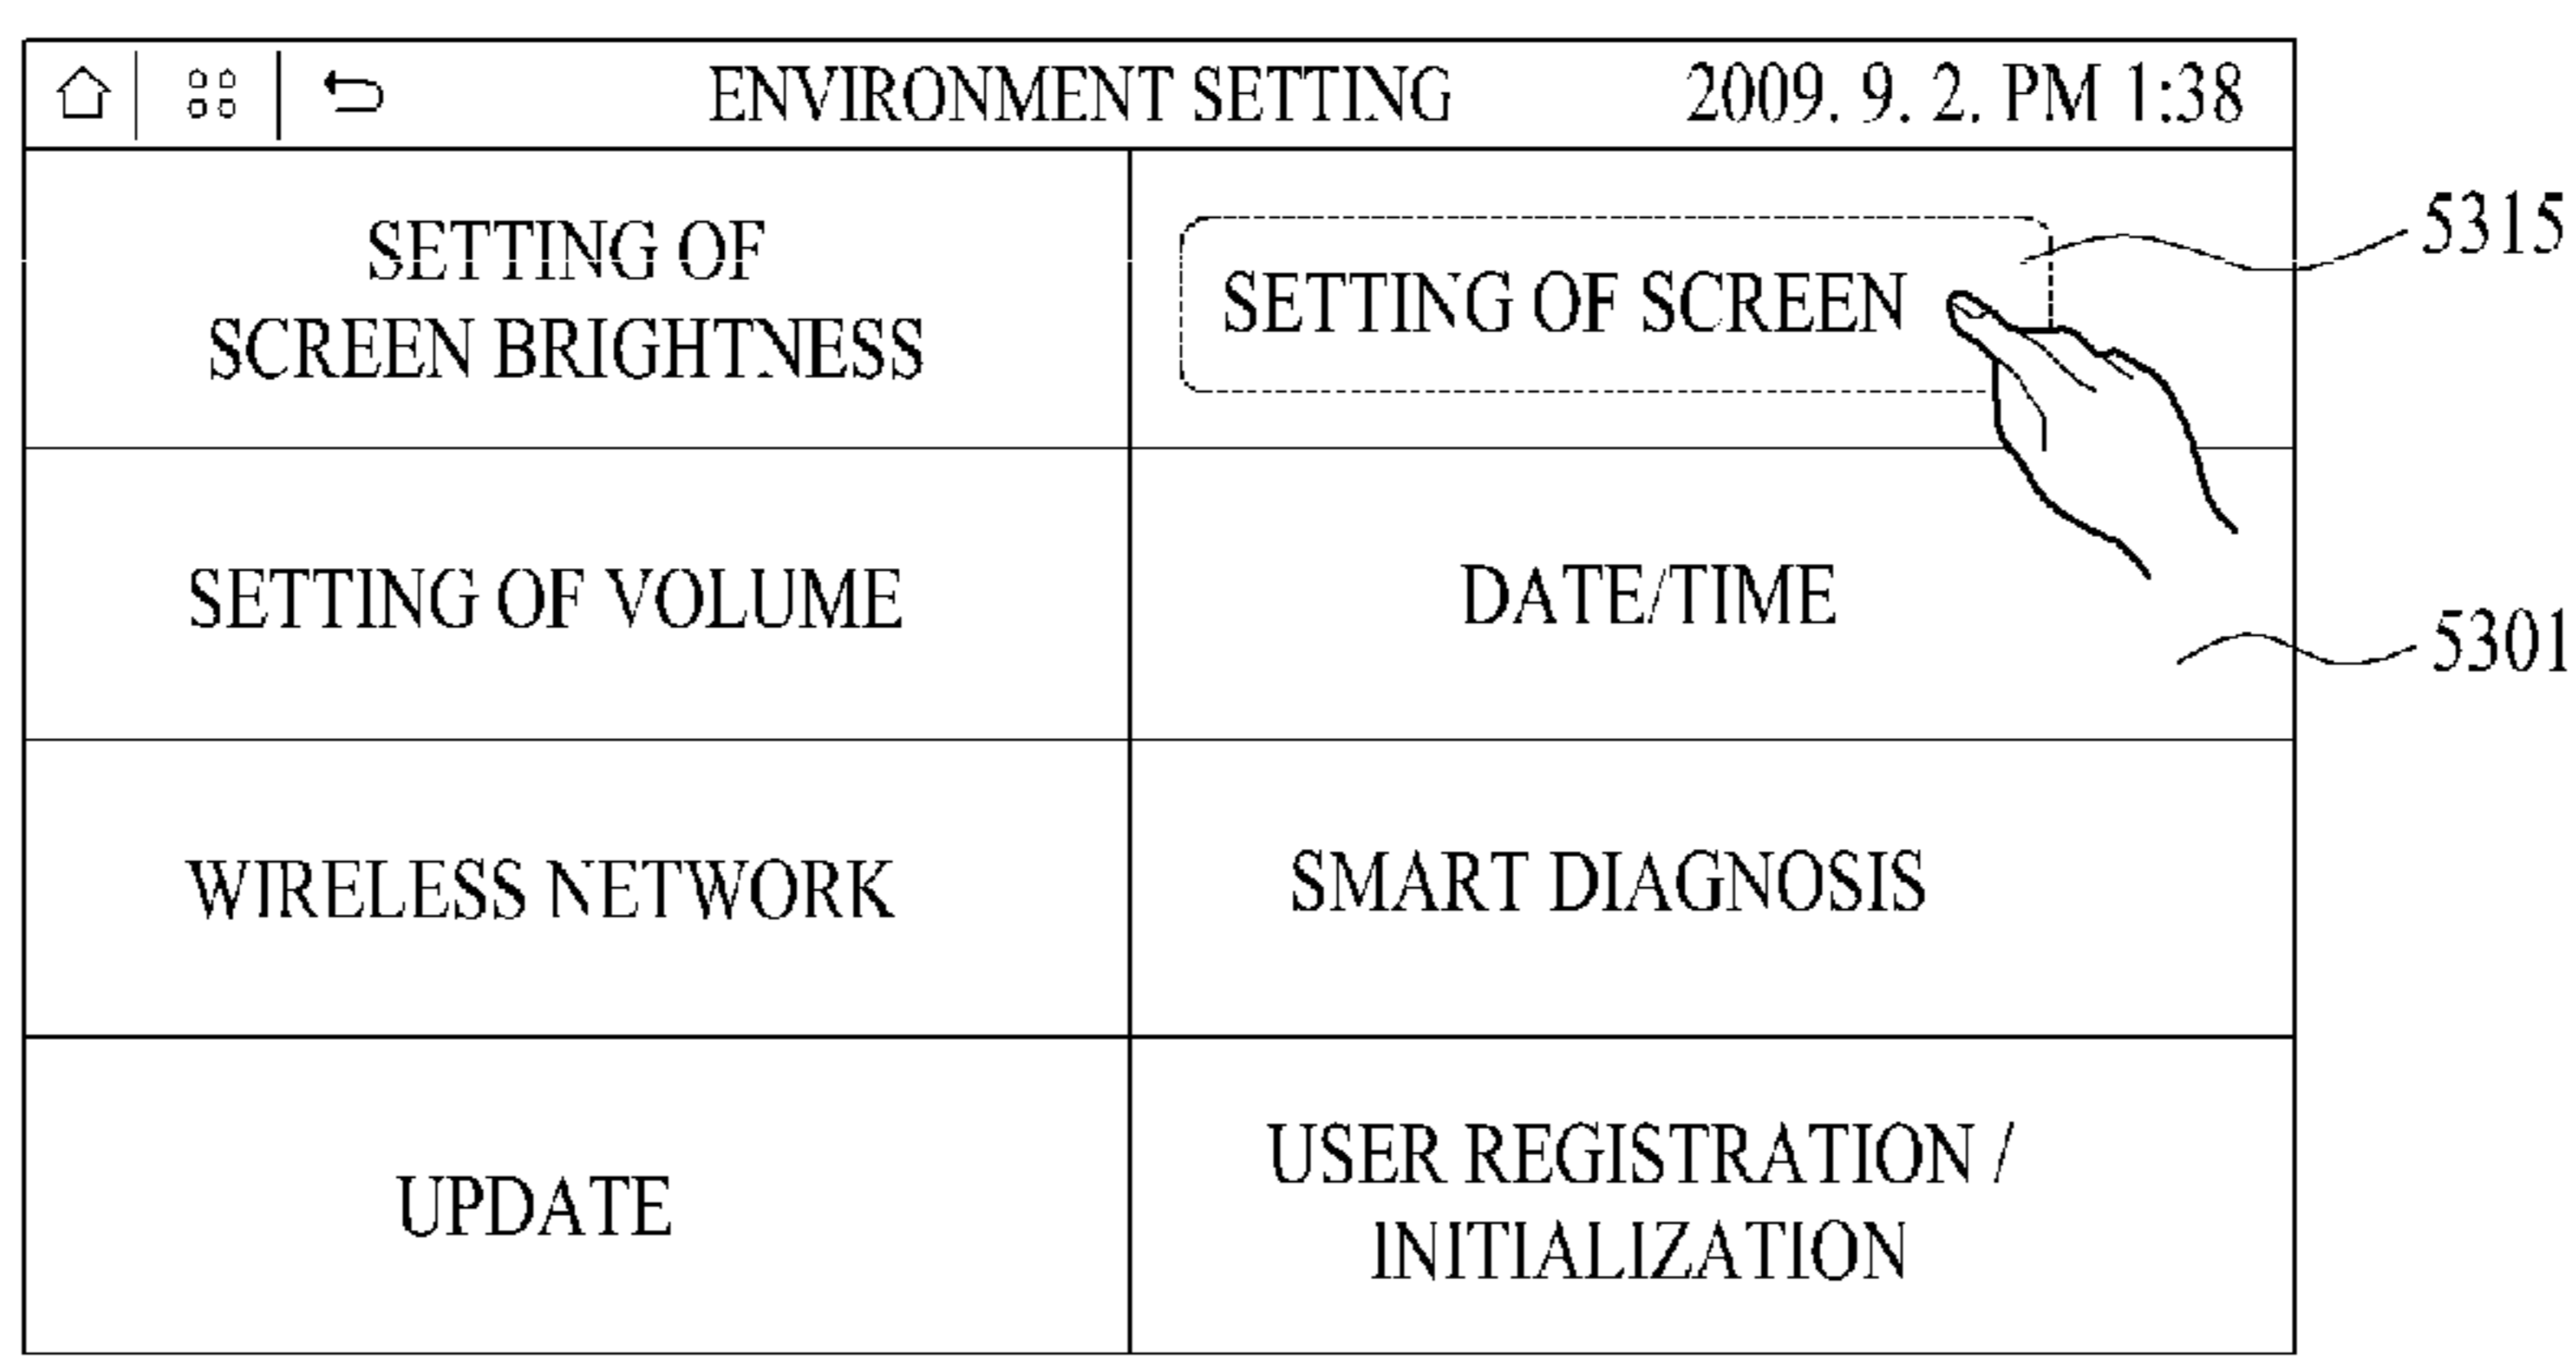 ENVIRONMENT SETTING 2009. 9. 2. PM 1:38
SETTING OF
SCREEN BRIGHTNESS
SETTING OF SCREEN
5315
SETTING OF VOLUME
DATE/TIME
5301
WIRELESS NETWORK
SMART DIAGNOSIS
UPDATE
USER REGISTRATION /
INITIALIZATION